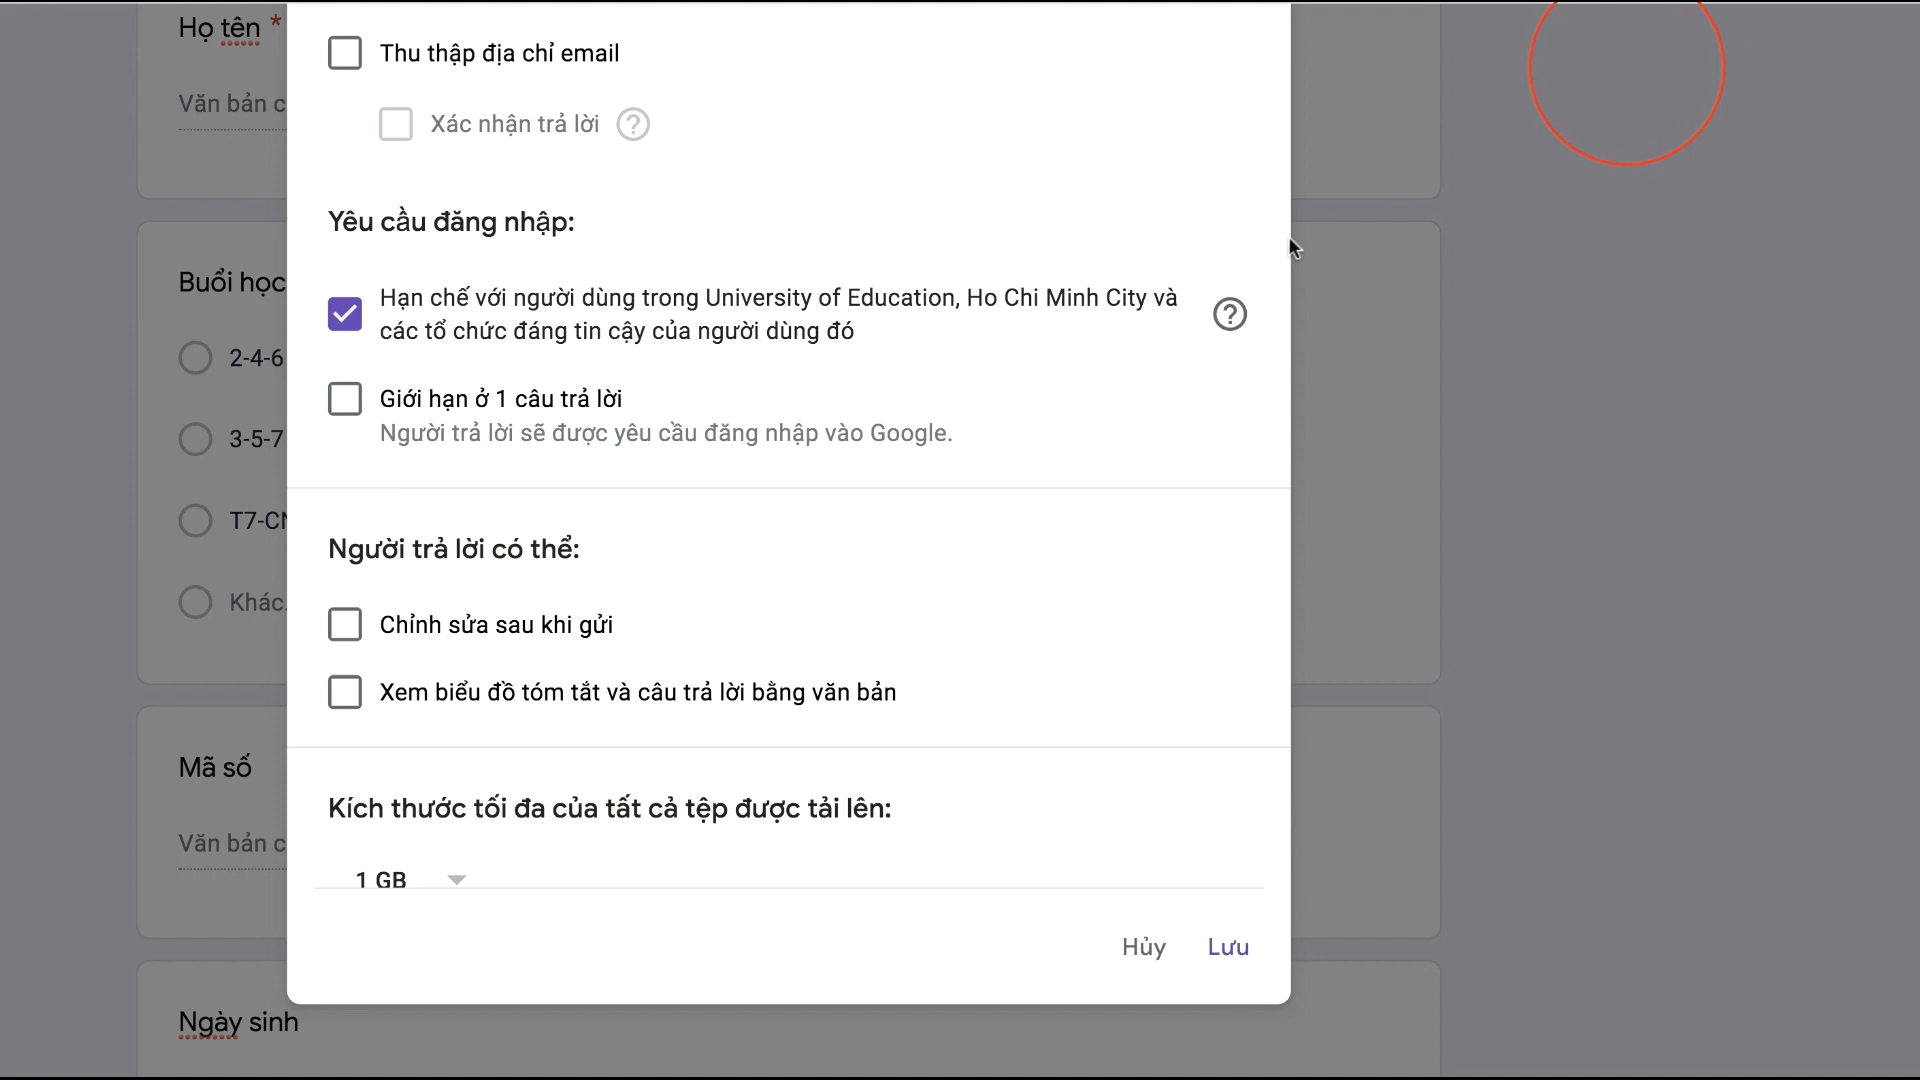 Họ tên *
Thu thập địa chỉ email
Văn bản c
Xác nhận trả lời
Yêu cầu đăng nhập:
Buổi học
Hạn chế với người dùng trong University of Education, Ho Chi Minh City và
các tổ chức đáng tin cậy của người dùng đó
2-4-6
Giới hạn ở 1 câu trả lời
3-5-7
Người trả lời sẽ được yêu cầu đăng nhập vào Google.
T7-CN
Người trả lời có thể:
Khác.
Chỉnh sửa sau khi gửi
Xem biểu đồ tóm tắt và câu trả lời bằng văn bản
Mã số
Kích thước tối đa của tất cả tệp được tải lên:
Văn bản c
1 GB
Hủy
Lưu
Ngày sinh